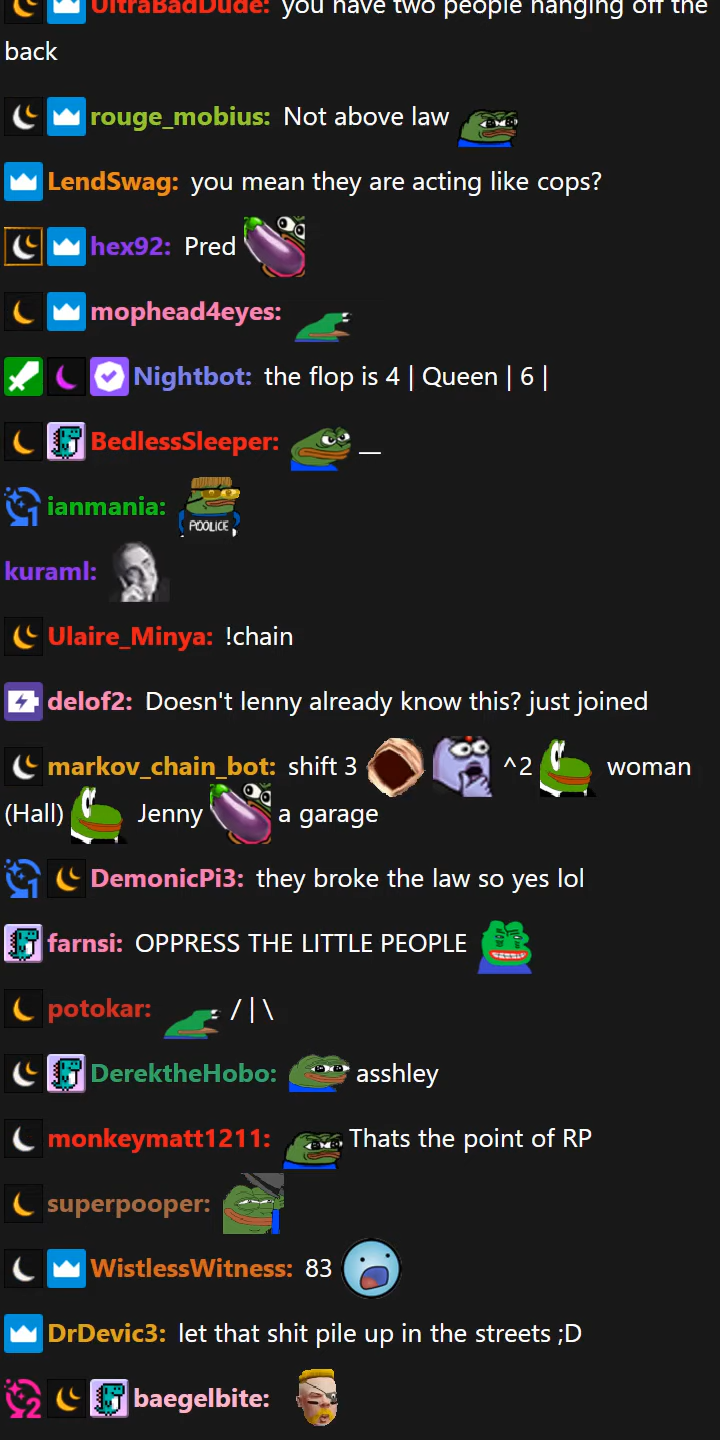 UltraBadDude: you have two people hanging off the
back
rouge_mobius: Not above law
LendSwag: you mean they are acting like cops?
hex92: Pred
mophead4eyes:
Nightbot: the flop is 4 | Queen | 6 |
BedlessSleeper: __
1 ianmania: POOLICE
kuraml:
Ulaire_Minya: !chain
delof2: Doesn't lenny already know this? just joined
markov_chain_bot: shift 3 ^2 woman
(Hall) Jenny a garage
1 DemonicPi3: they broke the law so yes lol
farnsi: OPPRESS THE LITTLE PEOPLE
potokar: / | \
DerektheHobo: asshley
monkeymatt1211: Thats the point of RP
superpooper:
WistlessWitness: 83
DrDevic3: let that shit pile up in the streets ;D
2 baegelbite: